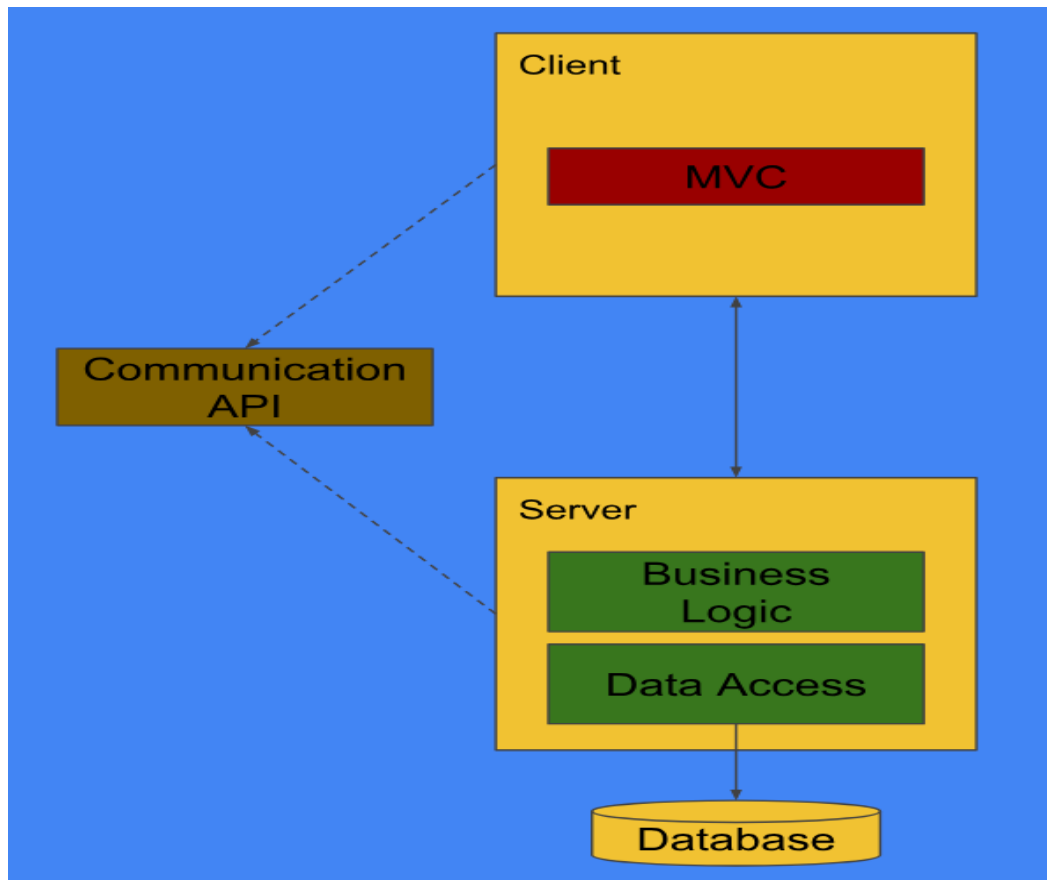 Client
MVC
Communication
API
Server
Business
Logic
Data Access
Database